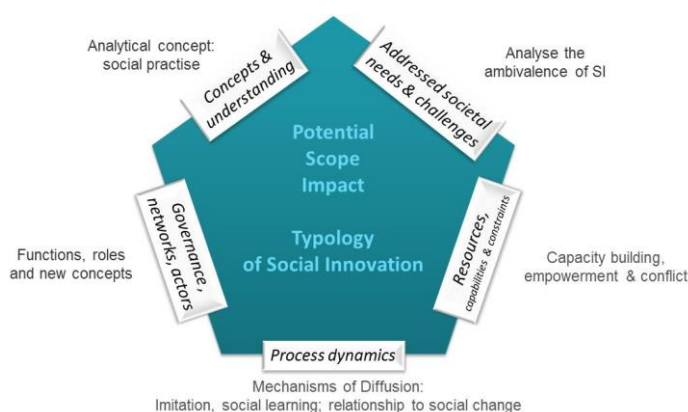 Analytical concept:
social practise
Concepts &
understanding
Addressed societal
needs & challenges
Analyse the
ambivalence of SI
Potential
Scope
Impact
Typology
of Social Innovation
Governance ,
networks, actors
Functions, roles
and new concepts
Resources,
capabilities & constraints
Capacity building,
empowerment & conflict
Process dynamics
Mechanisms of Diffusion:
Imitation, social learning; relationship to social change